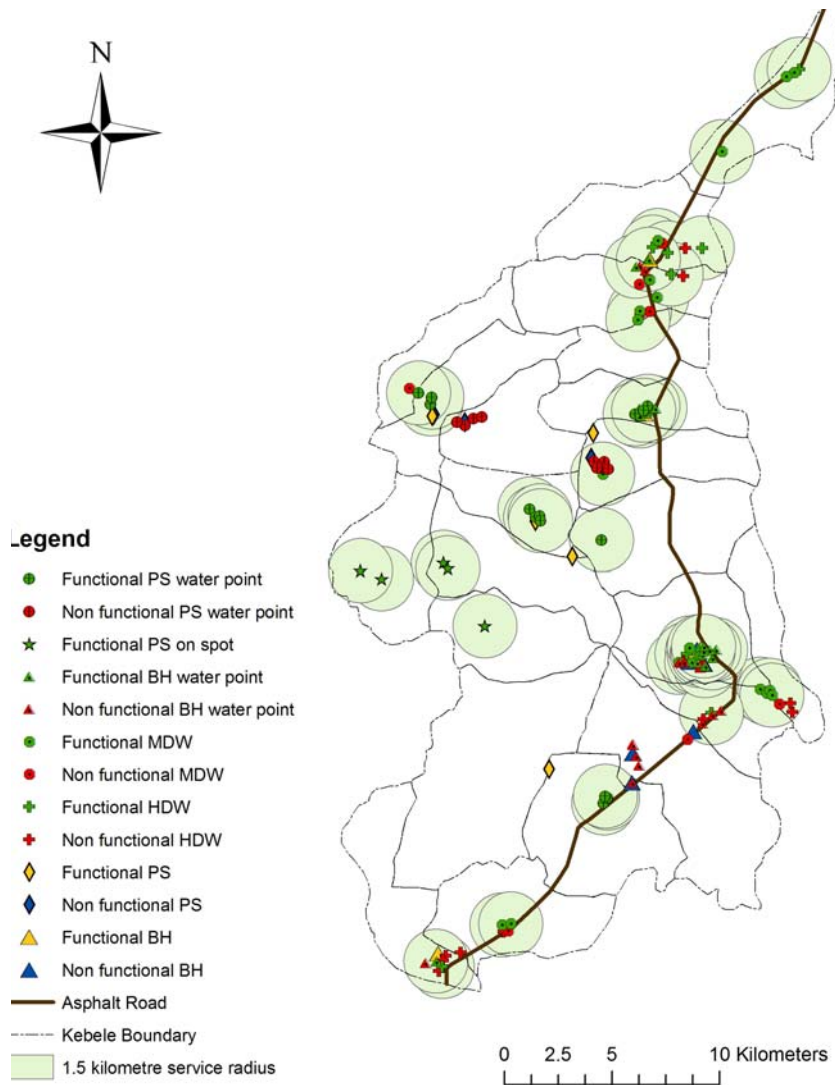 N
Legend
Functional PS water point
Non functional PS water point
Functional PS on spot
Functional BH water point
Non functional BH water point
Functional MDW
Non functional MDW
Functional HDW
Non functional HDW
Functional PS
Non functional PS
Functional BH
Non functional BH
Asphalt Road
Kebele Boundary
1.5 kilometre service radius
0 2.5 5 10 Kilometers